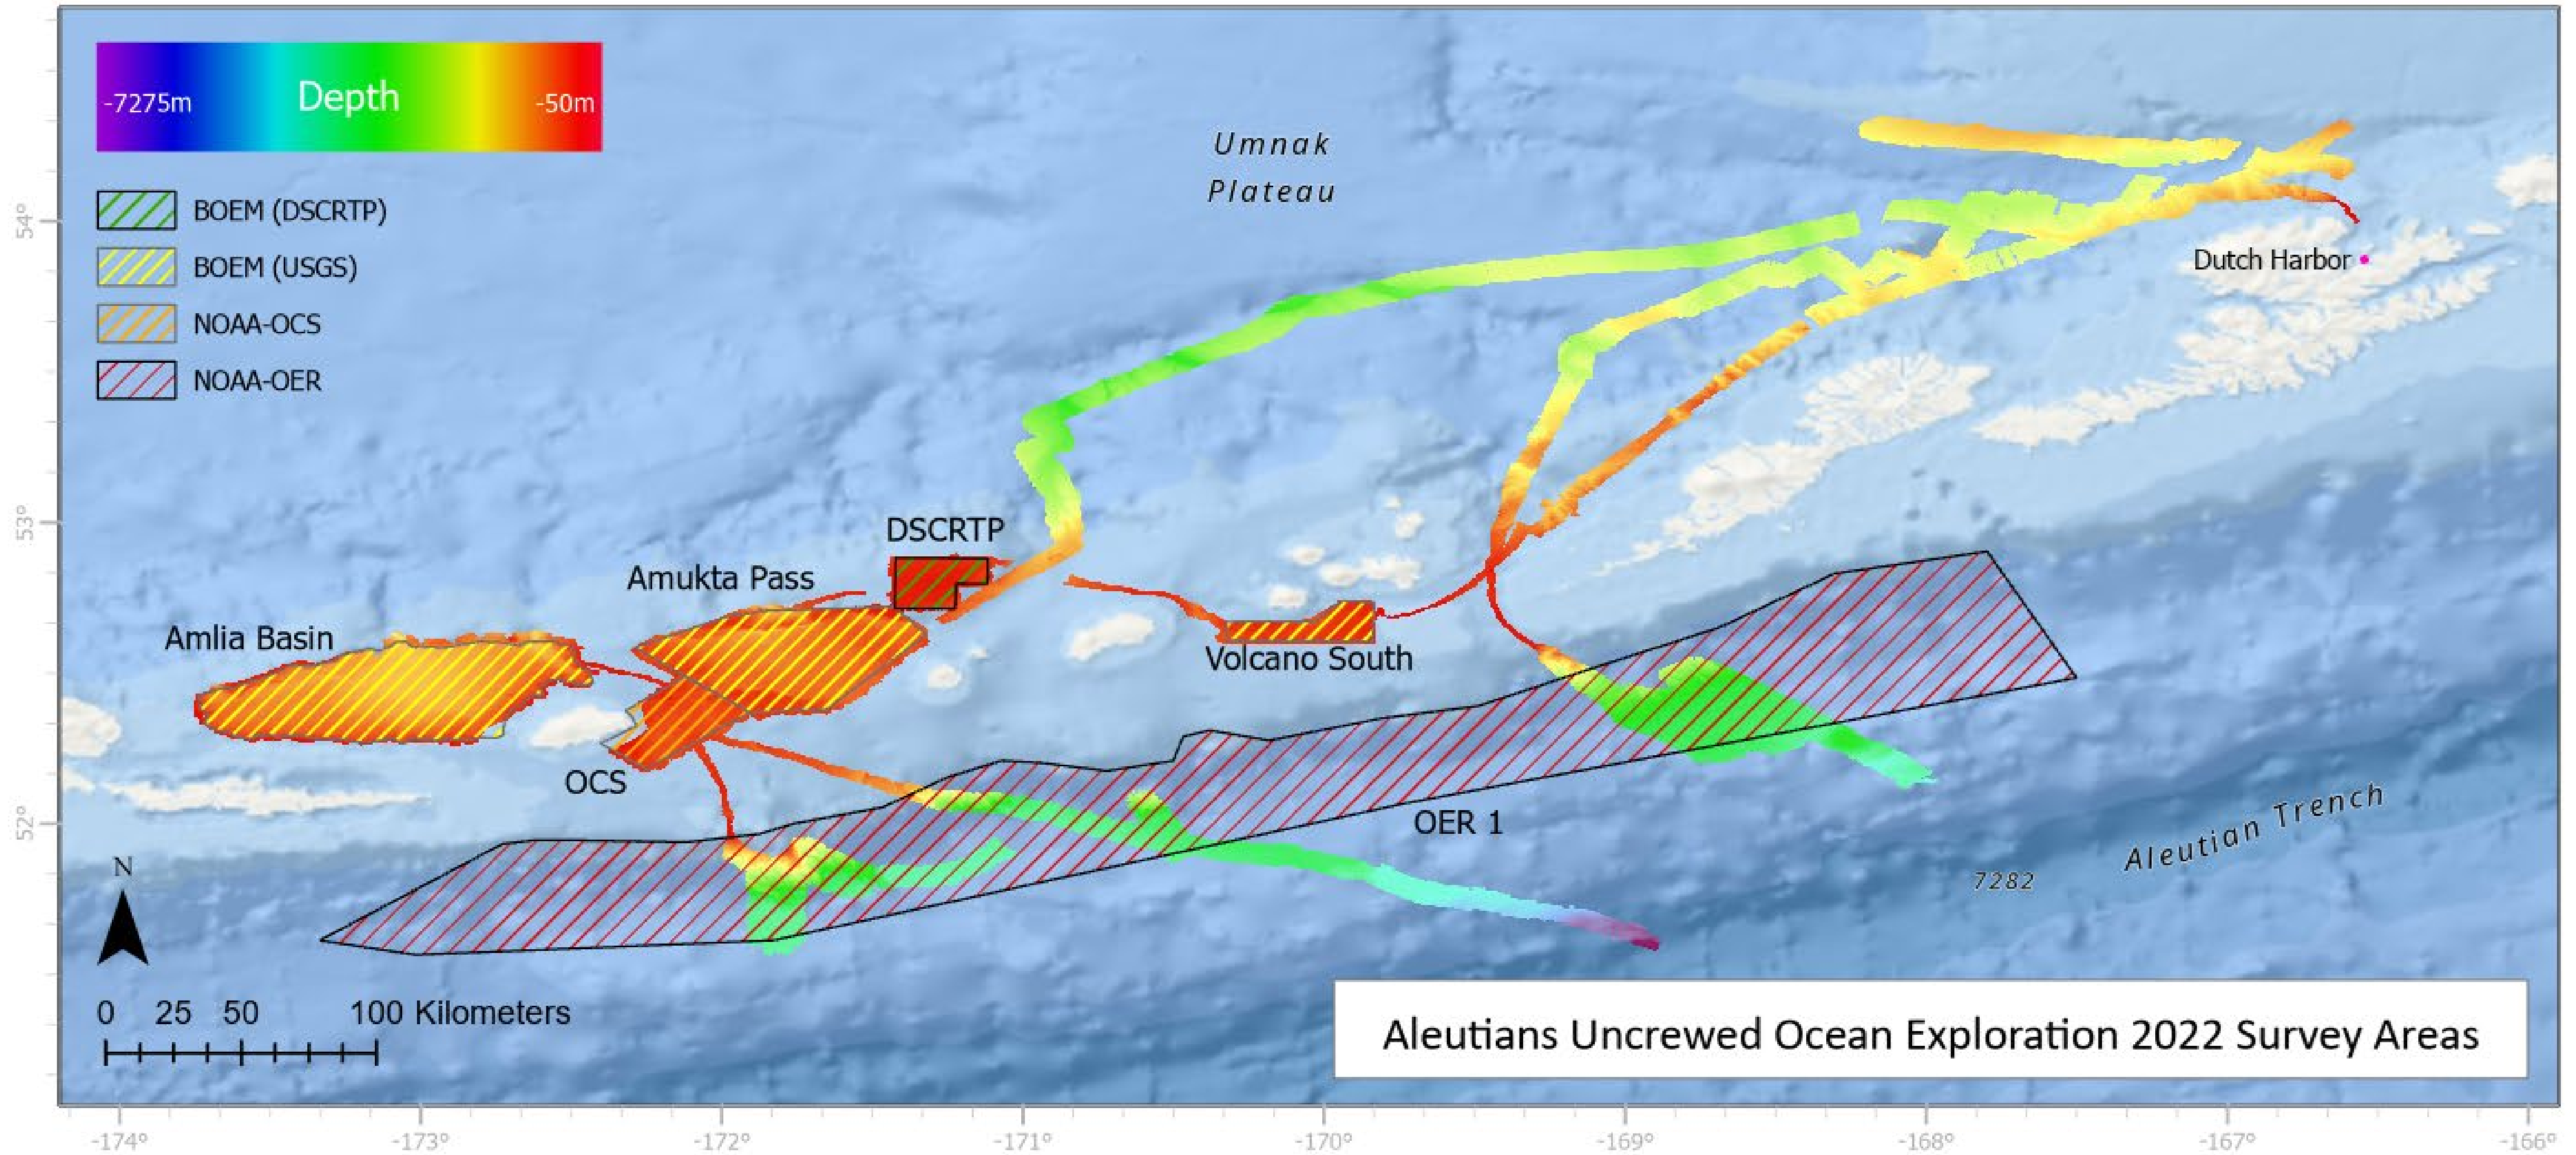 -7275m Depth -50m
BOEM (DSCRTP)
BOEM (USGS)
NOAA-OCS
NOAA-OER
Umnak
Plateau
Dutch Harbor
DSCRTP
Amukta Pass
Amlia Basin
Volcano South
OCS
OER 1
Aleutian Trench
7282
N
0 25 50 100 Kilometers
Aleutians Uncrewed Ocean Exploration 2022 Survey Areas
54°
53°
52°
-174° -173° -172° -171° -170° -169° -168° -167° -166°